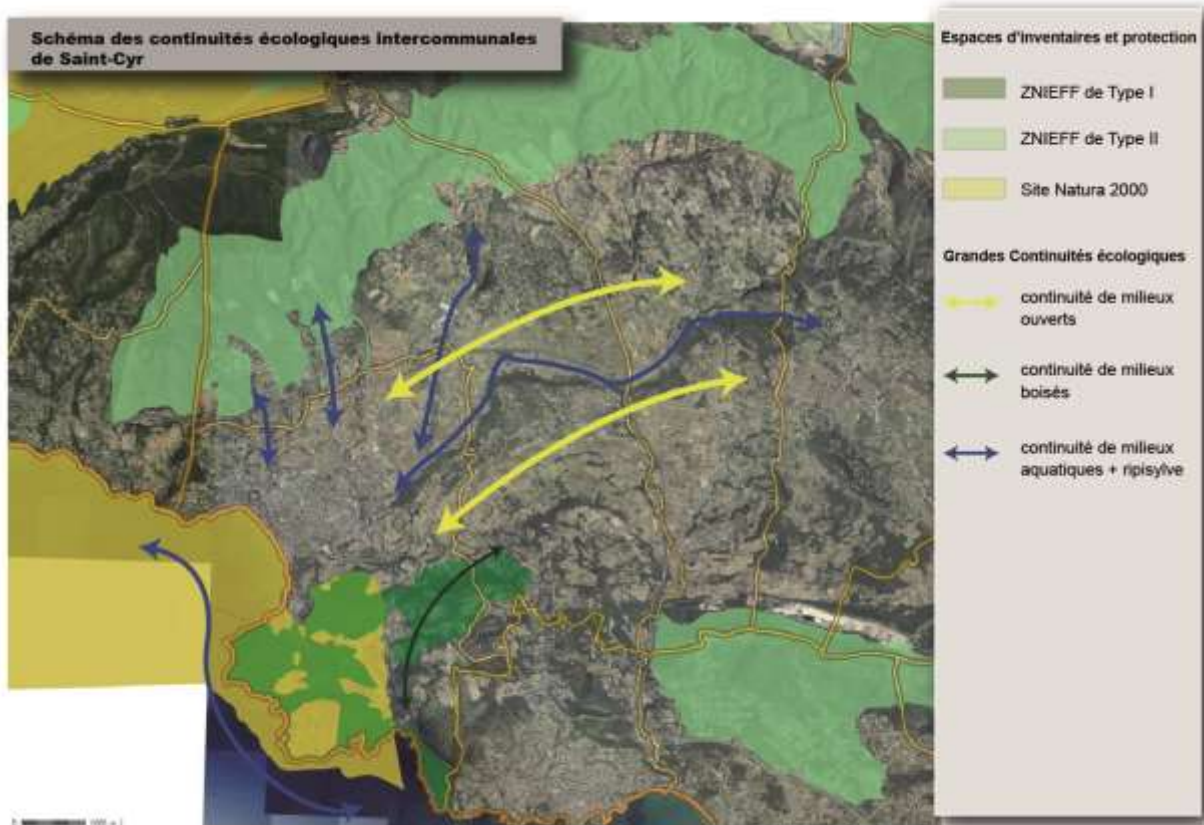 Schéma des continuités écologiques intercommunales
de Saint-Cyr
Espaces d'inventaires et protection
ZNIEFF de Type I
ZNIEFF de Type II
Site Natura 2000
Grandes Continuités écologiques
continuité de milieux
ouverts
continuité de milieux
boisés
continuité de milieux
aquatiques + ripisylve